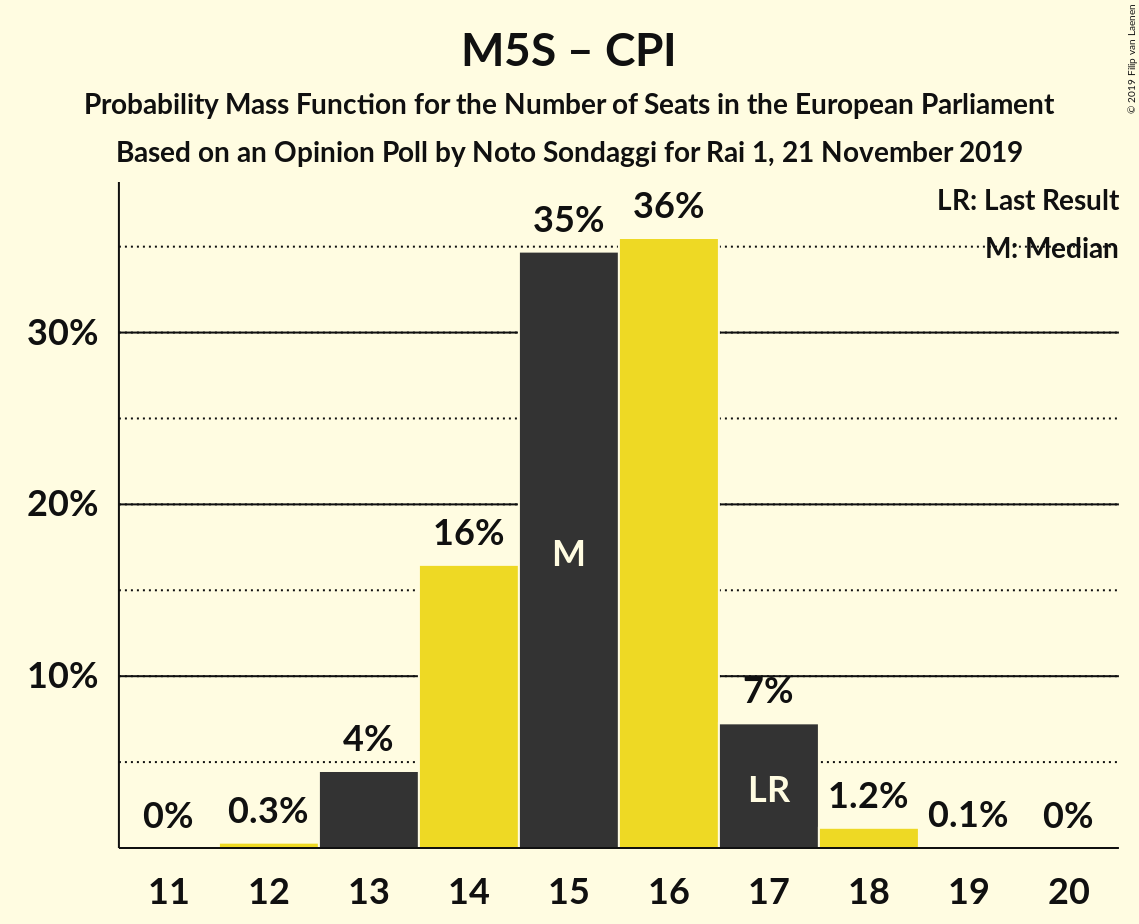 M5S – CPI
Probability Mass Function for the Number of Seats in the European Parliament
Based on an Opinion Poll by Noto Sondaggi for Rai 1, 21 November 2019
© 2019 Filip van Laenen
LR: Last Result
M: Median
35%
36%
30%
20%
16%
M
10%
7%
4%
LR
0%
0.3%
1.2%
0.1%
0%
11 12 13 14 15 16 17 18 19 20